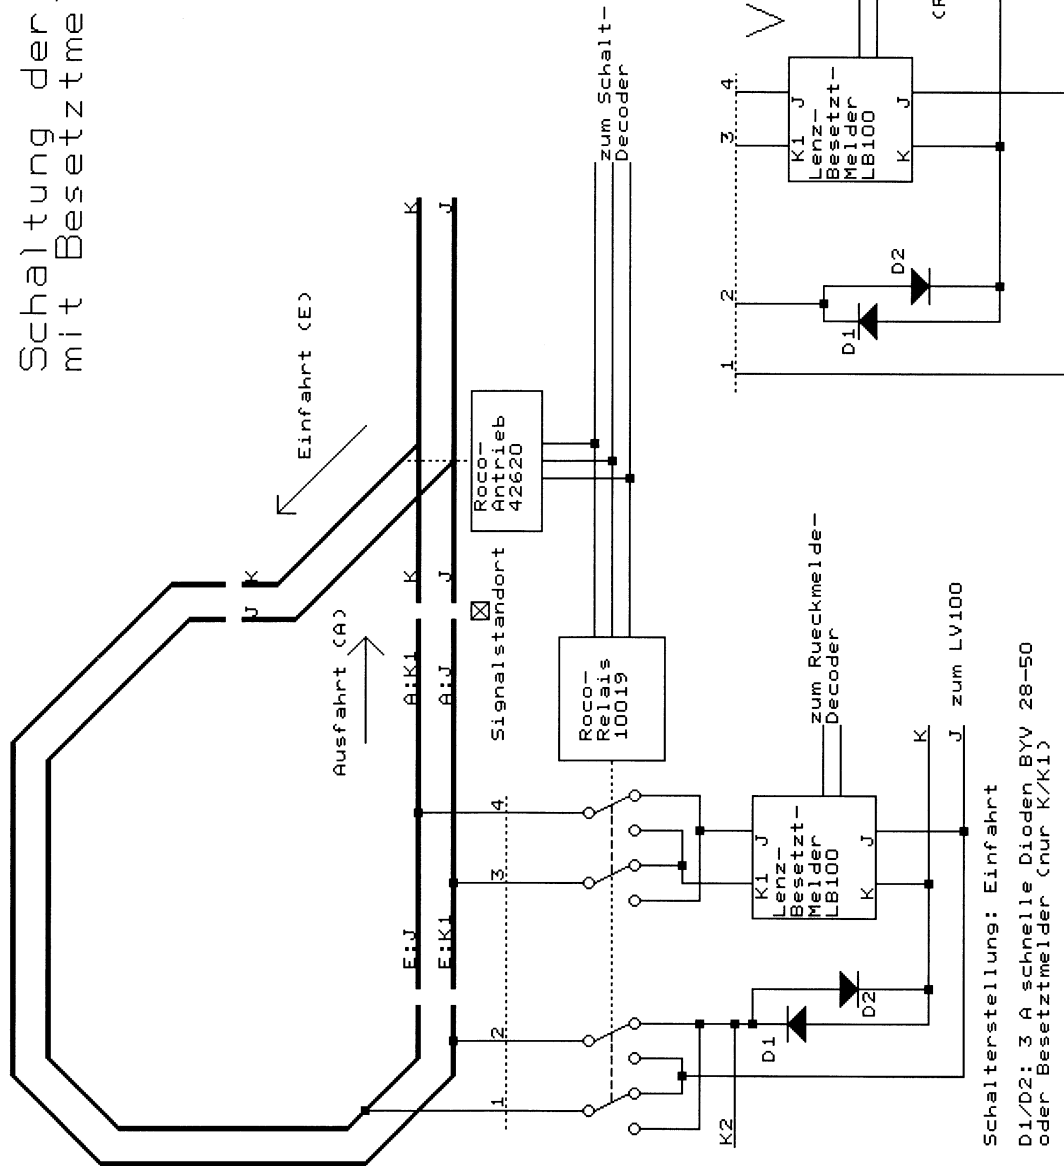 Schaltung der
mit Besetztme
Einfahrt (E)
Ausfahrt (A)
K
J
K
J
K
J
A:K1
A:J
E:J
E:K1
Signalstandort
Roco-
Antrieb
42620
zum Schalt-
Decoder
Roco-
Relais
10019
1
2
3
4
K1 J
Lenz-
Besetzt-
Melder
LB100
K J
zum Rueckmelde-
Decoder
D1
D2
K2
K
J zum LV100
Schalterstellung: Einfahrt
D1/D2: 3 A schnelle Dioden BYV 28-50
oder Besetztmelder (nur K/K1)
1
2
3
4
K1 J
Lenz-
Besetzt-
Melder
LB100
K J
D1
D2